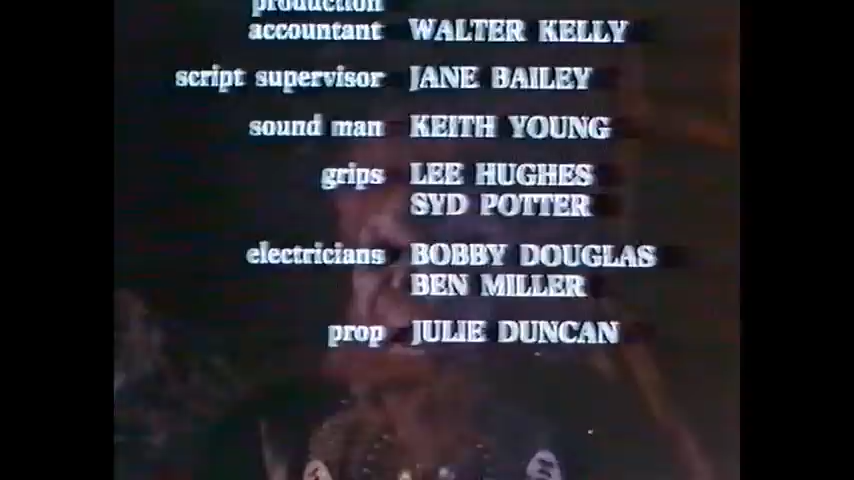 production
accountant WALTER KELLY
script supervisor JANE BAILEY
sound man KEITH YOUNG
grips LEE HUGHES
SYD POTTER
electricians BOBBY DOUGLAS
BEN MILLER
prop JULIE DUNCAN